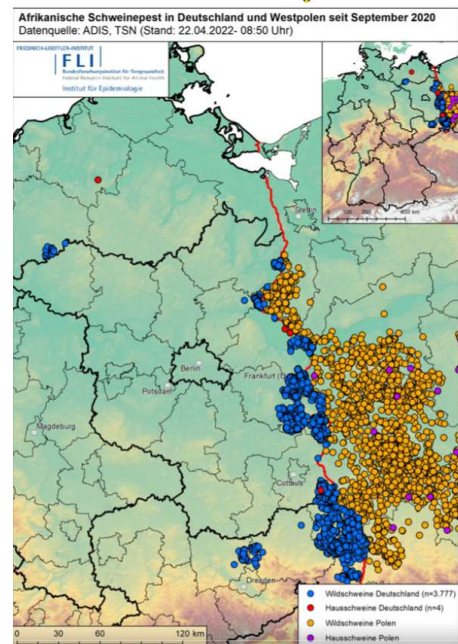 Afrikanische Schweinepest in Deutschland und Westpolen seit September 2020
Datenquelle: ADIS, TSN (Stand: 22.04.2022- 08:50 Uhr)
FRIEDRICH-LOEFFLER-INSTITUT
FLI
Bundesforschungsinstitut für Tiergesundheit
Federal Research Institute for Animal Health
Institut für Epidemiologie
400 km
Stettin
Berlin
Potsdam
Frankfurt (O
Magdeburg
Cottbus
Dresden
0 30 60 120 km
Wildschweine Deutschland (n=3.777)
Hausschweine Deutschland (n=4)
Wildschweine Polen
Hausschweine Polen